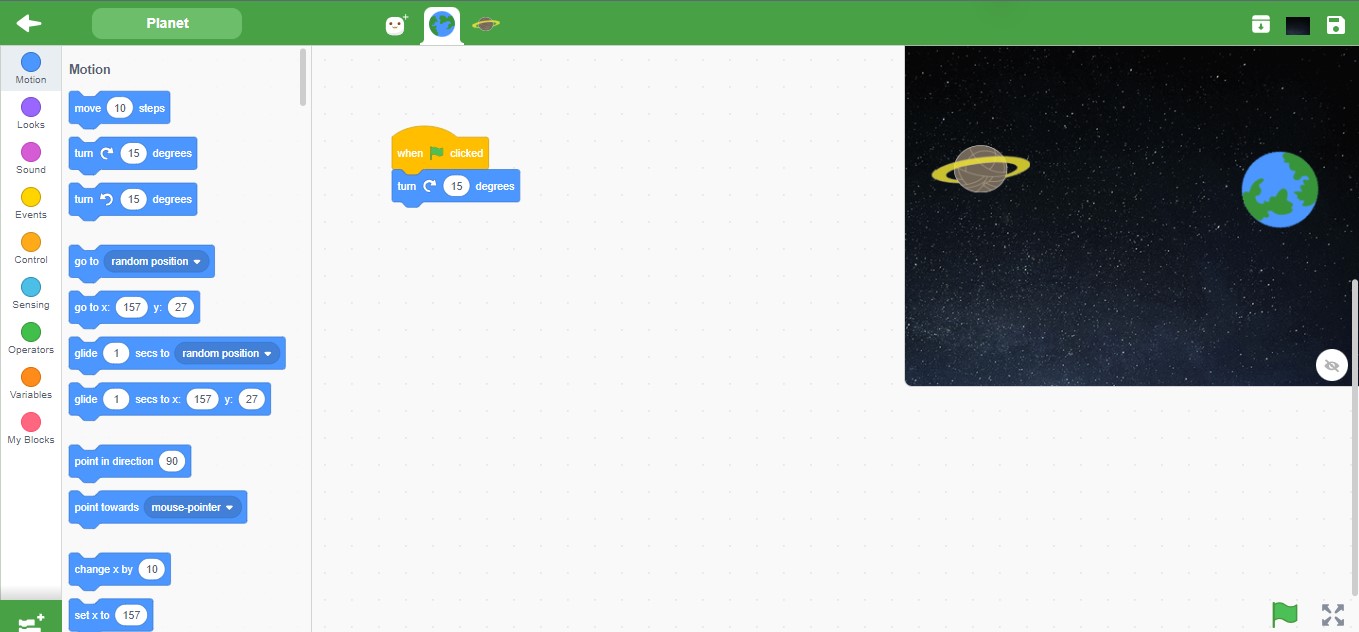 Planet
Motion
Looks
Sound
Events
Control
Sensing
Operators
Variables
My Blocks
Motion
move 10 steps
turn 15 degrees
turn 15 degrees
go to random position
go to x: 157 y: 27
glide 1 secs to random position
glide 1 secs to x: 157 y: 27
point in direction 90
point towards mouse-pointer
change x by 10
set x to 157
when clicked
turn 15 degrees